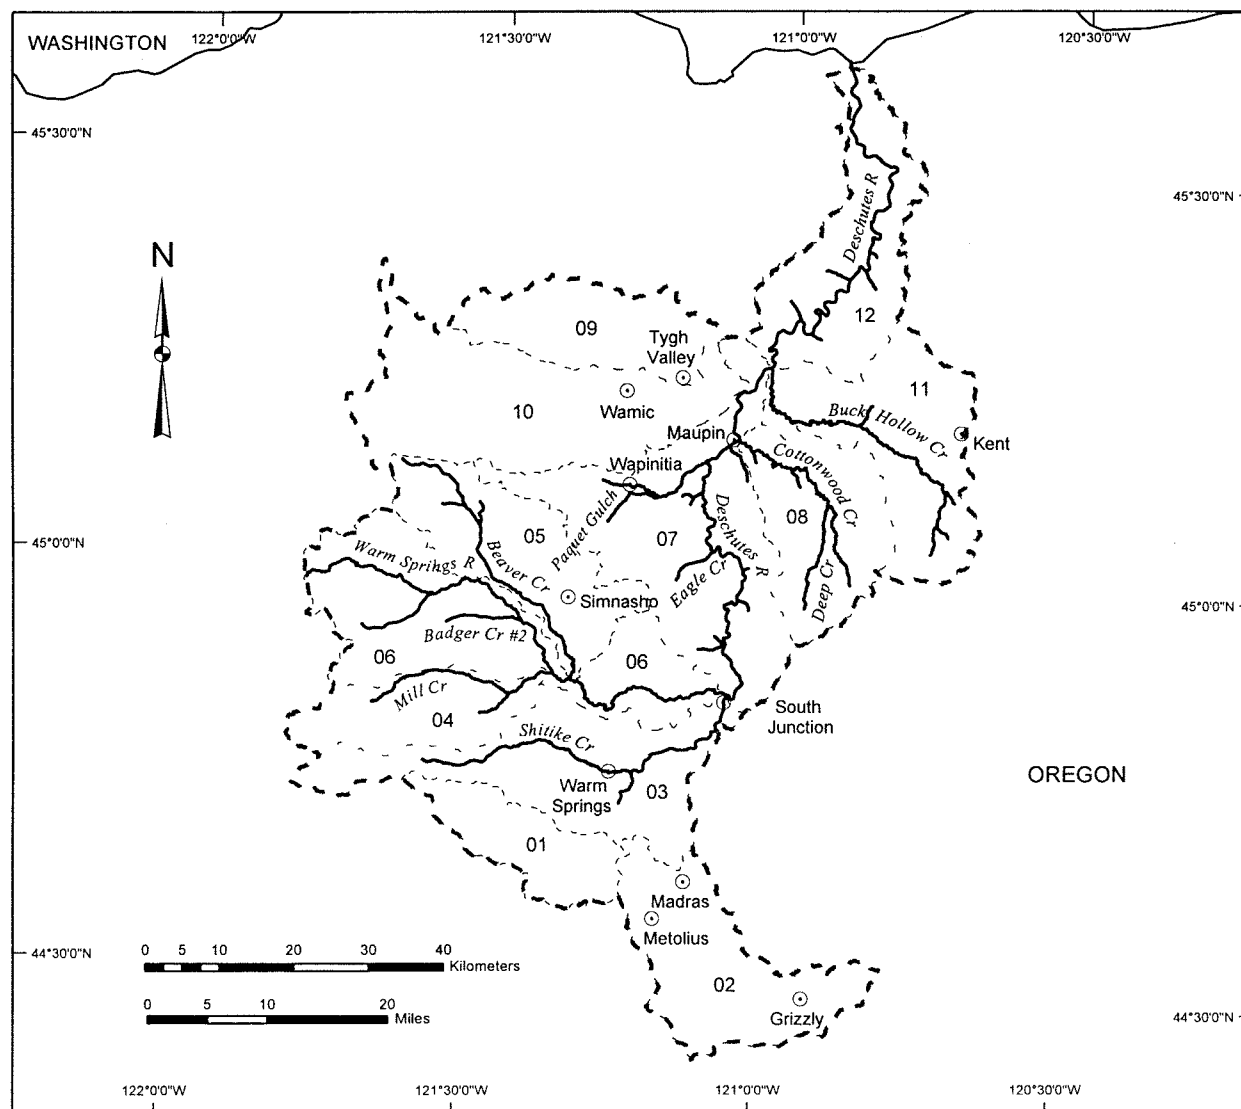 122°0'0"W
121°30'0"W
121°0'0"W
120°30'0"W
WASHINGTON
45°30'0"N
45°30'0"N
Deschutes R
N
12
09
Tygh
Valley
11
10
Wamic
Buck Hollow Cr
Maupin
Kent
Cottonwood Cr
Wapinitia
Paquet Gulch
Deschutes R
08
05
07
45°0'0"N
Warm Springs R
Beaver Cr
Eagle Cr
Deep Cr
Simnasho
45°0'0"N
Badger Cr #2
06
06
Mill Cr
04
South
Junction
Shitike Cr
Warm
Springs
03
OREGON
01
Madras
Metolius
44°30'0"N
0 5 10 20 30 40
Kilometers
02
0 5 10 20
Miles
Grizzly
44°30'0"N
122°0'0"W
121°30'0"W
121°0'0"W
120°30'0"W